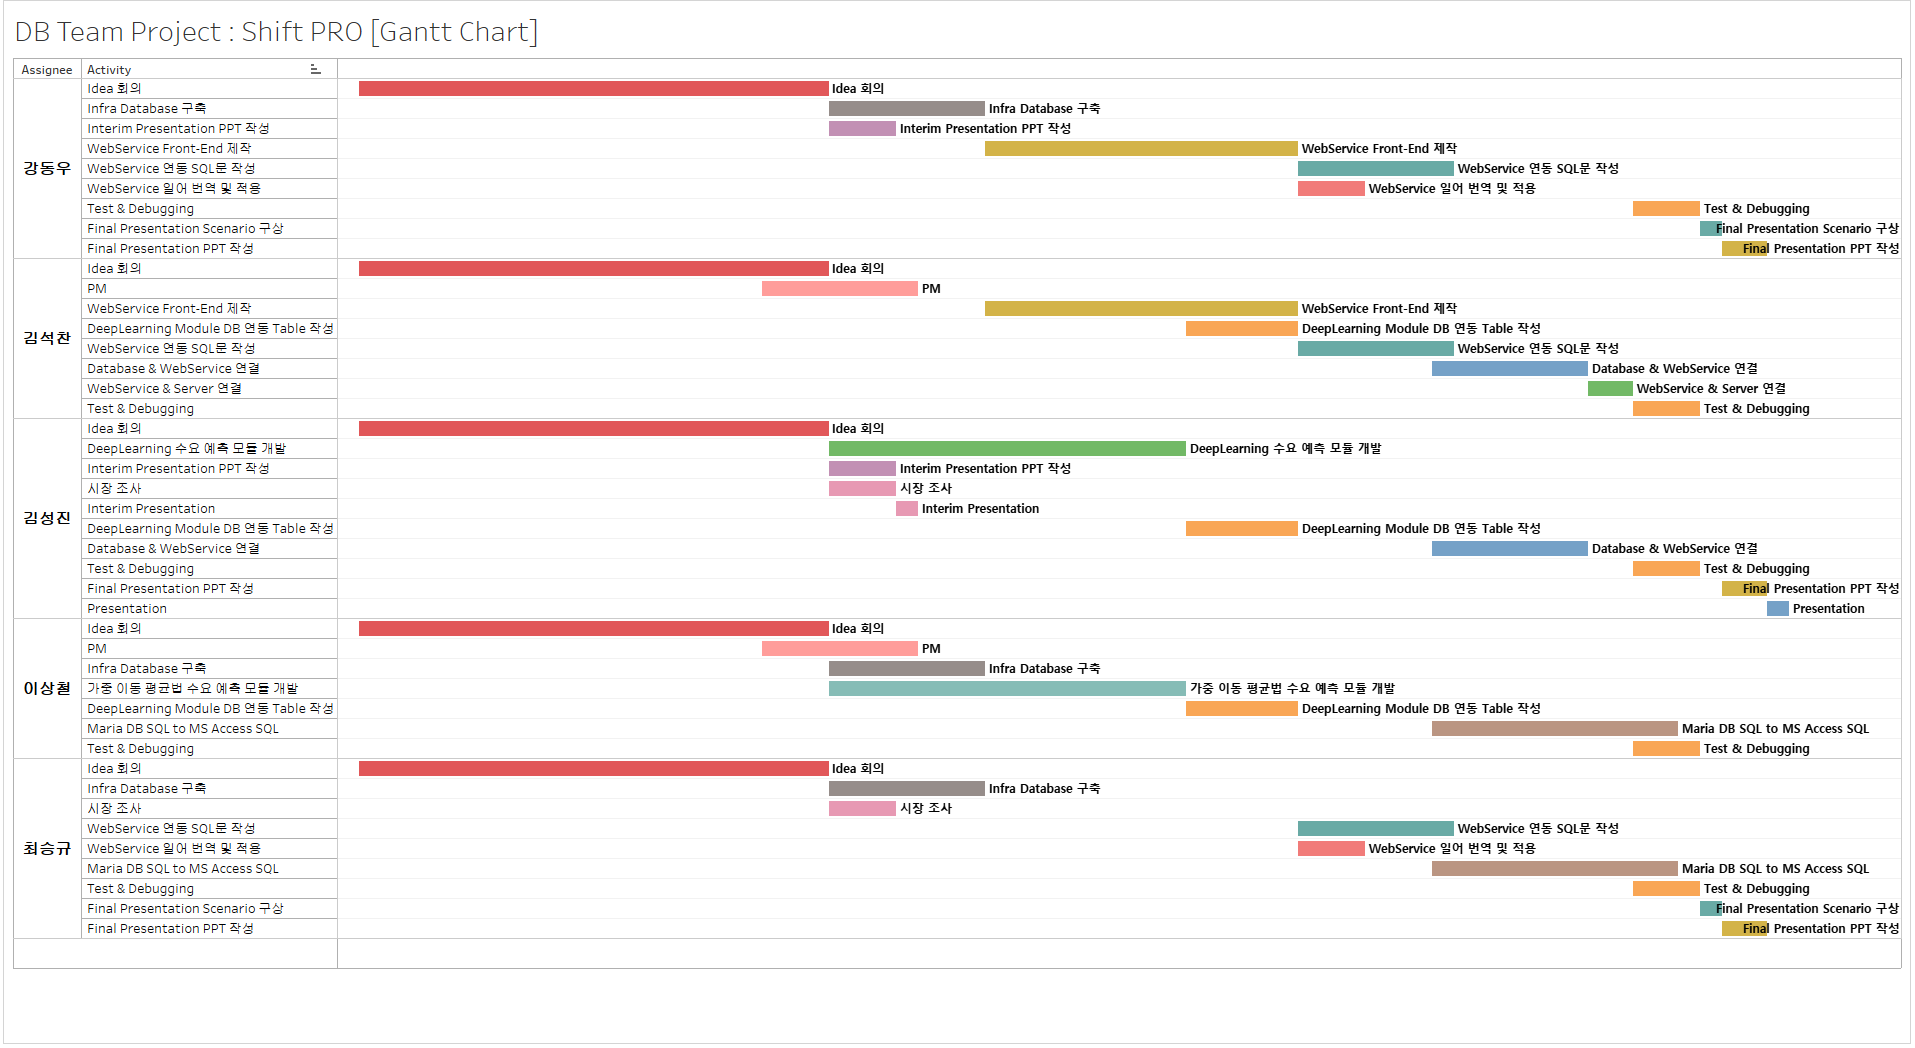 DB Team Project : Shift PRO [Gantt Chart]
Assignee Activity
강동우
Idea 회의 Idea 회의
Infra Database 구축 Infra Database 구축
Interim Presentation PPT 작성 Interim Presentation PPT 작성
WebService Front-End 제작 WebService Front-End 제작
WebService 연동 SQL문 작성 WebService 연동 SQL문 작성
WebService 일어 번역 및 적용 WebService 일어 번역 및 적용
Test & Debugging Test & Debugging
Final Presentation Scenario 구상 Final Presentation Scenario 구상
Final Presentation PPT 작성 Final Presentation PPT 작성
김석찬
Idea 회의 Idea 회의
PM PM
WebService Front-End 제작 WebService Front-End 제작
DeepLearning Module DB 연동 Table 작성 DeepLearning Module DB 연동 Table 작성
WebService 연동 SQL문 작성 WebService 연동 SQL문 작성
Database & WebService 연결 Database & WebService 연결
WebService & Server 연결 WebService & Server 연결
Test & Debugging Test & Debugging
김성진
Idea 회의 Idea 회의
DeepLearning 수요 예측 모듈 개발 DeepLearning 수요 예측 모듈 개발
Interim Presentation PPT 작성 Interim Presentation PPT 작성
시장 조사 시장 조사
Interim Presentation Interim Presentation
DeepLearning Module DB 연동 Table 작성 DeepLearning Module DB 연동 Table 작성
Database & WebService 연결 Database & WebService 연결
Test & Debugging Test & Debugging
Final Presentation PPT 작성 Final Presentation PPT 작성
Presentation Presentation
이상철
Idea 회의 Idea 회의
PM PM
Infra Database 구축 Infra Database 구축
가중 이동 평균법 수요 예측 모듈 개발 가중 이동 평균법 수요 예측 모듈 개발
DeepLearning Module DB 연동 Table 작성 DeepLearning Module DB 연동 Table 작성
Maria DB SQL to MS Access SQL Maria DB SQL to MS Access SQL
Test & Debugging Test & Debugging
최승규
Idea 회의 Idea 회의
Infra Database 구축 Infra Database 구축
시장 조사 시장 조사
WebService 연동 SQL문 작성 WebService 연동 SQL문 작성
WebService 일어 번역 및 적용 WebService 일어 번역 및 적용
Maria DB SQL to MS Access SQL Maria DB SQL to MS Access SQL
Test & Debugging Test & Debugging
Final Presentation Scenario 구상 Final Presentation Scenario 구상
Final Presentation PPT 작성 Final Presentation PPT 작성